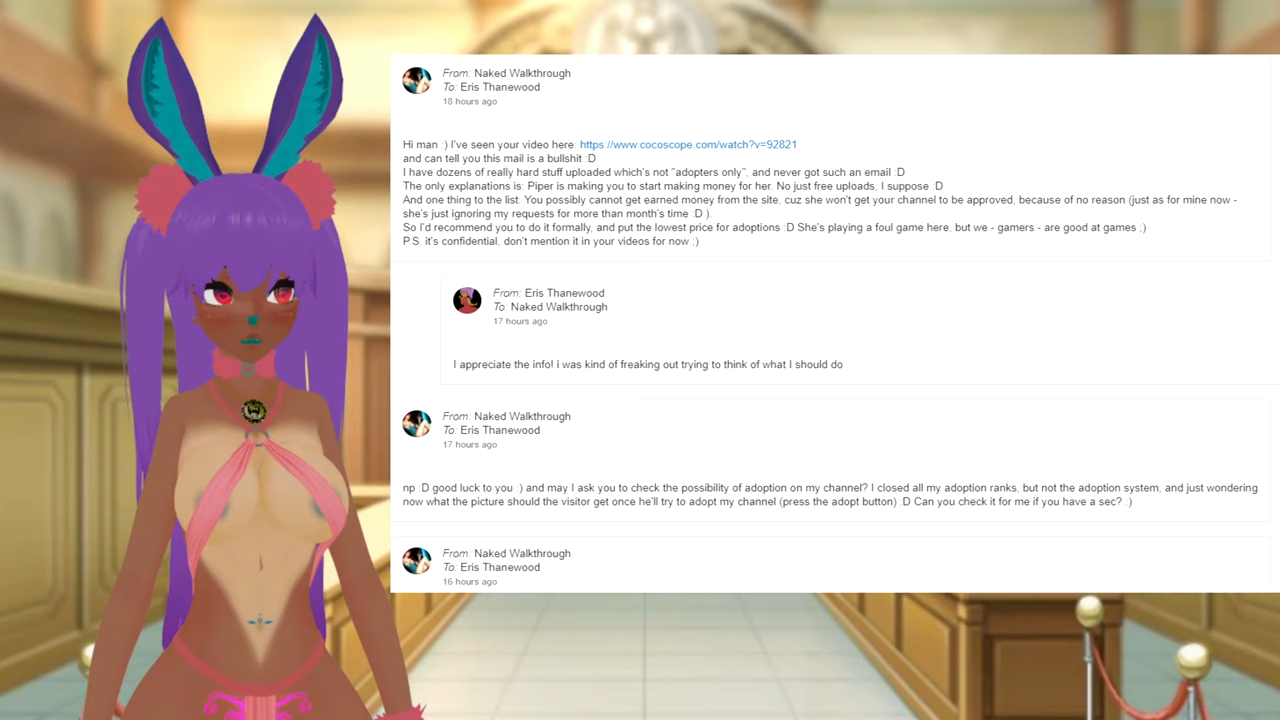 From: Naked Walkthrough
To: Eris Thanewood
18 hours ago
Hi man :) I've seen your video here: https://www.cocoscope.com/watch?v=92821
and can tell you this mail is a bullshit :D
I have dozens of really hard stuff uploaded which's not "adopters only", and never got such an email :D
The only explanations is: Piper is making you to start making money for her. No just free uploads, I suppose :D
And one thing to the list: You possibly cannot get earned money from the site, cuz she won't get your channel to be approved, because of no reason (just as for mine now -
she's just ignoring my requests for more than month's time :D ).
So I'd recommend you to do it formally, and put the lowest price for adoptions :D She's playing a foul game here, but we - gamers - are good at games ;)
P.S. it's confidential, don't mention it in your videos for now ;)
From: Eris Thanewood
To: Naked Walkthrough
17 hours ago
I appreciate the info! i was kind of freaking out trying to think of what I should do
From: Naked Walkthrough
To: Eris Thanewood
17 hours ago
np :D good luck to you :) and may I ask you to check the possibility of adoption on my channel? I closed all my adoption ranks, but not the adoption system, and just wondering
now what the picture should the visitor get once he'll try to adopt my channel (press the adopt button) :D Can you check it for me if you have a sec? :)
From: Naked Walkthrough
To: Eris Thanewood
16 hours ago